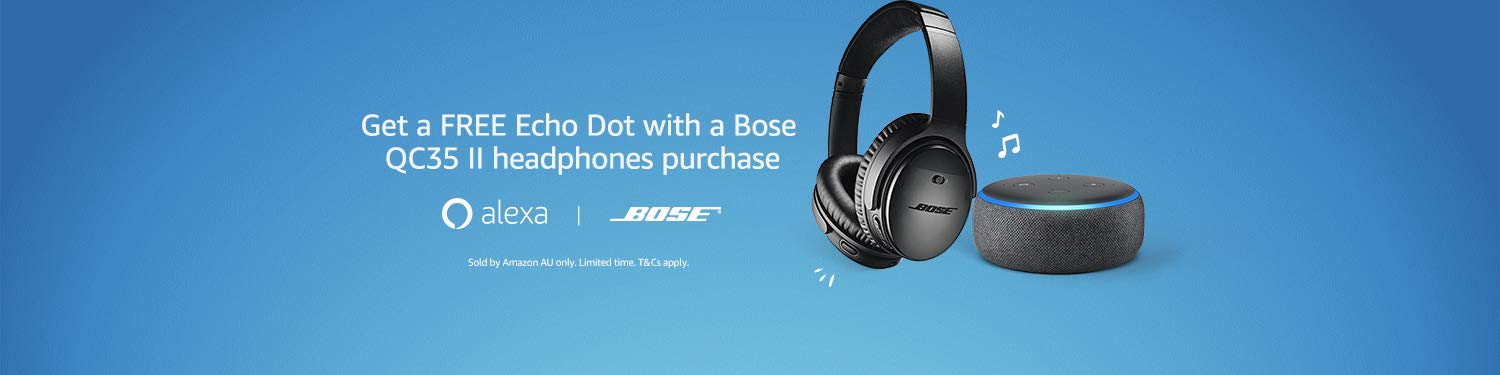 Get a FREE Echo Dot with a Bose
QC35 II headphones purchase
alexa | BOSE
Sold by Amazon AU only. Limited time. T&Cs apply.
BOSE